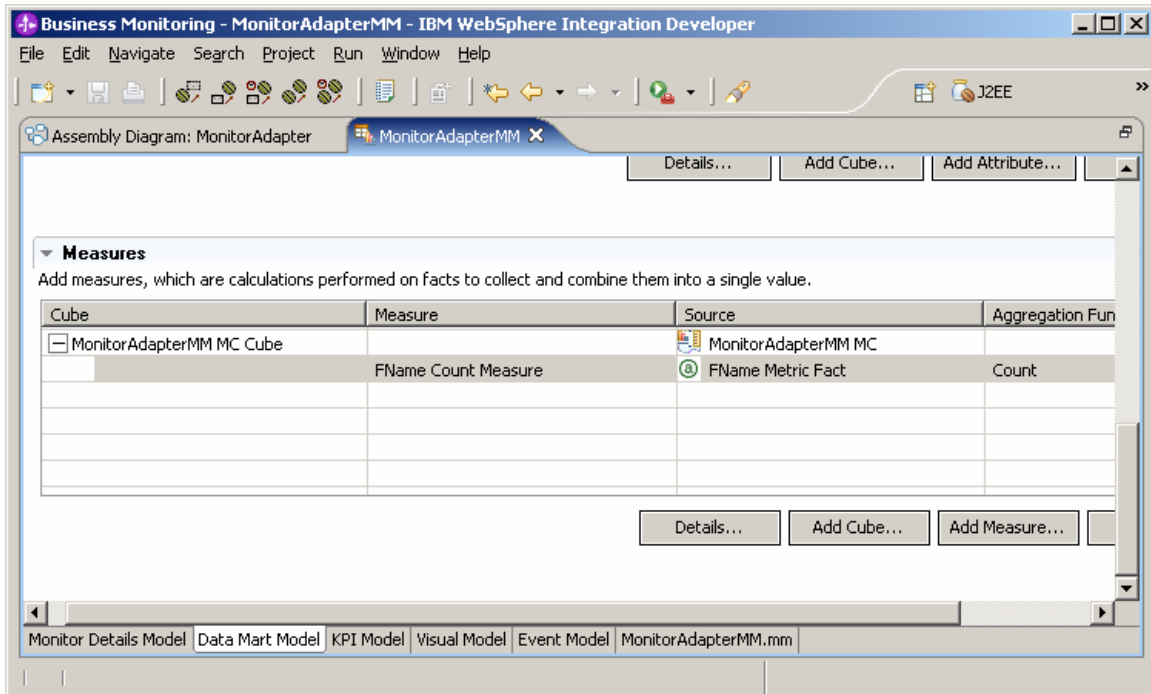 Business Monitoring - MonitorAdapterMM - IBM WebSphere Integration Developer
File Edit Navigate Search Project Run Window Help
J2EE »
Assembly Diagram: MonitorAdapter MonitorAdapterMM
Details... Add Cube... Add Attribute...
Measures
Add measures, which are calculations performed on facts to collect and combine them into a single value.
Cube Measure Source Aggregation Fun
MonitorAdapterMM MC Cube MonitorAdapterMM MC
FName Count Measure a FName Metric Fact Count
Details... Add Cube... Add Measure...
Monitor Details Model Data Mart Model KPI Model Visual Model Event Model MonitorAdapterMM.mm